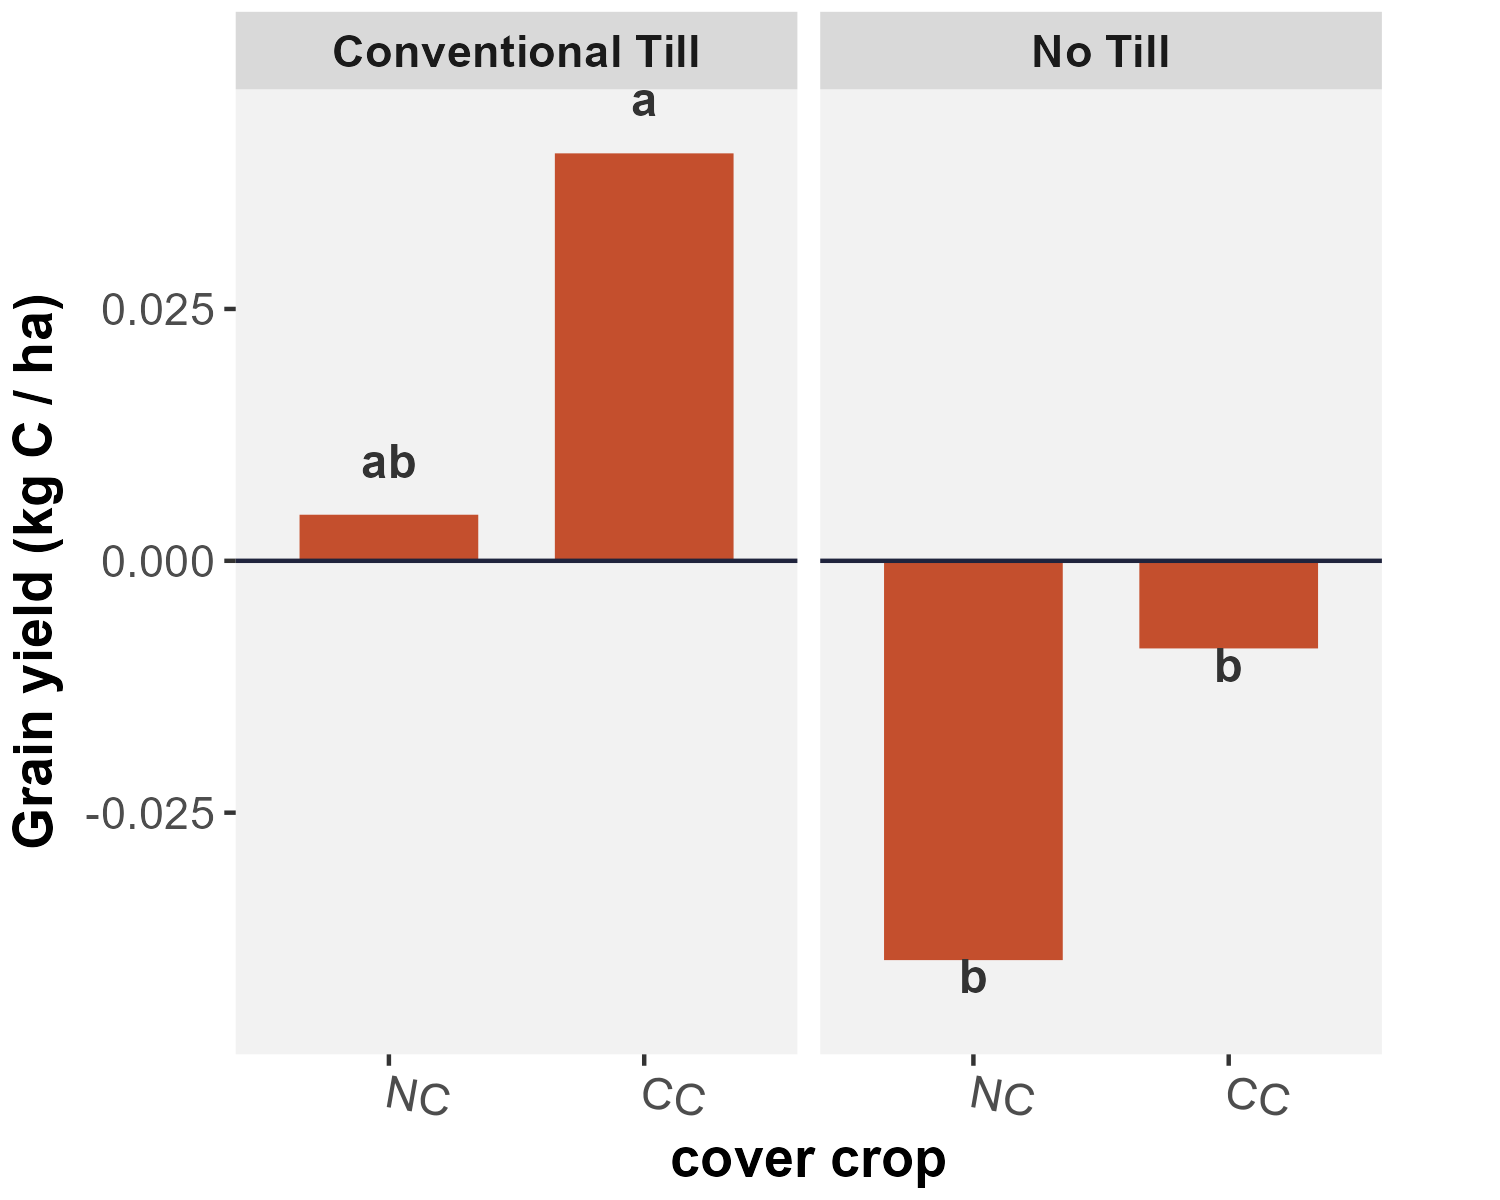 Conventional Till
No Till
a
ab
b
b
0.025
0.000
-0.025
Grain yield (kg C / ha)
NC
CC
NC
CC
cover crop